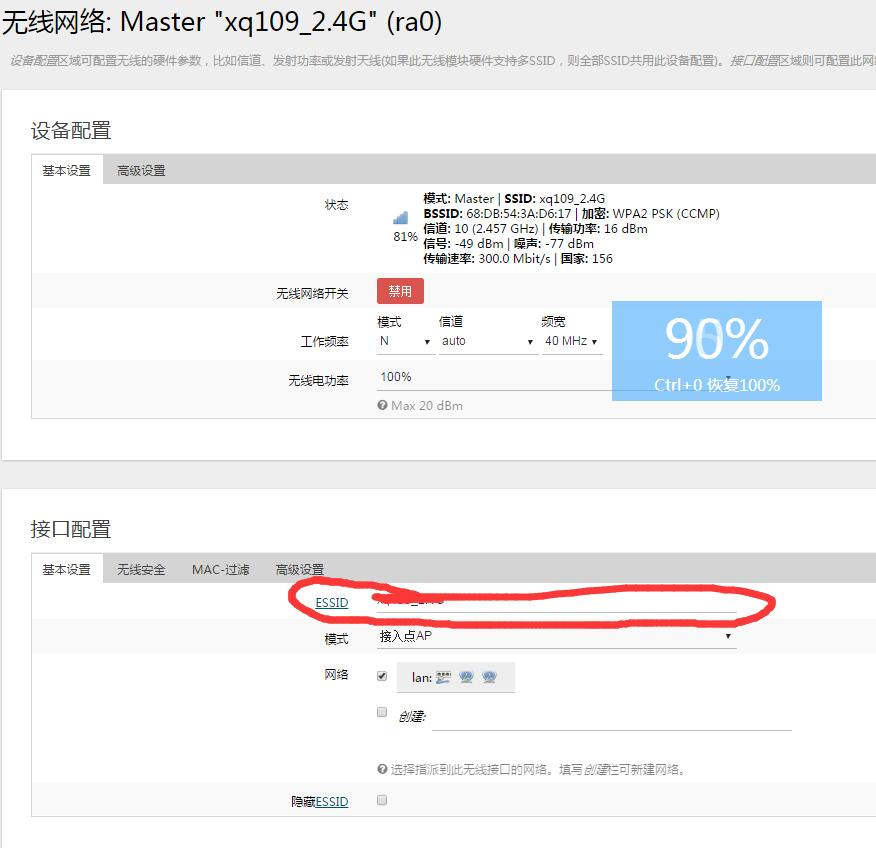 无线网络: Master "xq109_2.4G" (ra0)
设备配置区域可配置无线的硬件参数，比如信道、发射功率或发射天线(如果此无线模块硬件支持多SSID，则全部SSID共用此设备配置)。接口配置区域则可配置此网
设备配置
基本设置 高级设置
状态
81%
模式: Master | SSID: xq109_2.4G
BSSID: 68:DB:54:3A:D6:17 | 加密: WPA2 PSK (CCMP)
信道: 10 (2.457 GHz) | 传输功率: 16 dBm
信号: -49 dBm | 噪声: -77 dBm
传输速率: 300.0 Mbit/s | 国家: 156
无线网络开关 禁用
模式 信道 频宽
工作频率 N auto 40 MHz
90%
Ctrl+0 恢复100%
无线电功率 100%
Max 20 dBm
接口配置
基本设置 无线安全 MAC-过滤 高级设置
ESSID
模式 接入点AP
网络 lan:
创建:
选择指派到此无线接口的网络。填写创建栏可新建网络。
隐藏ESSID